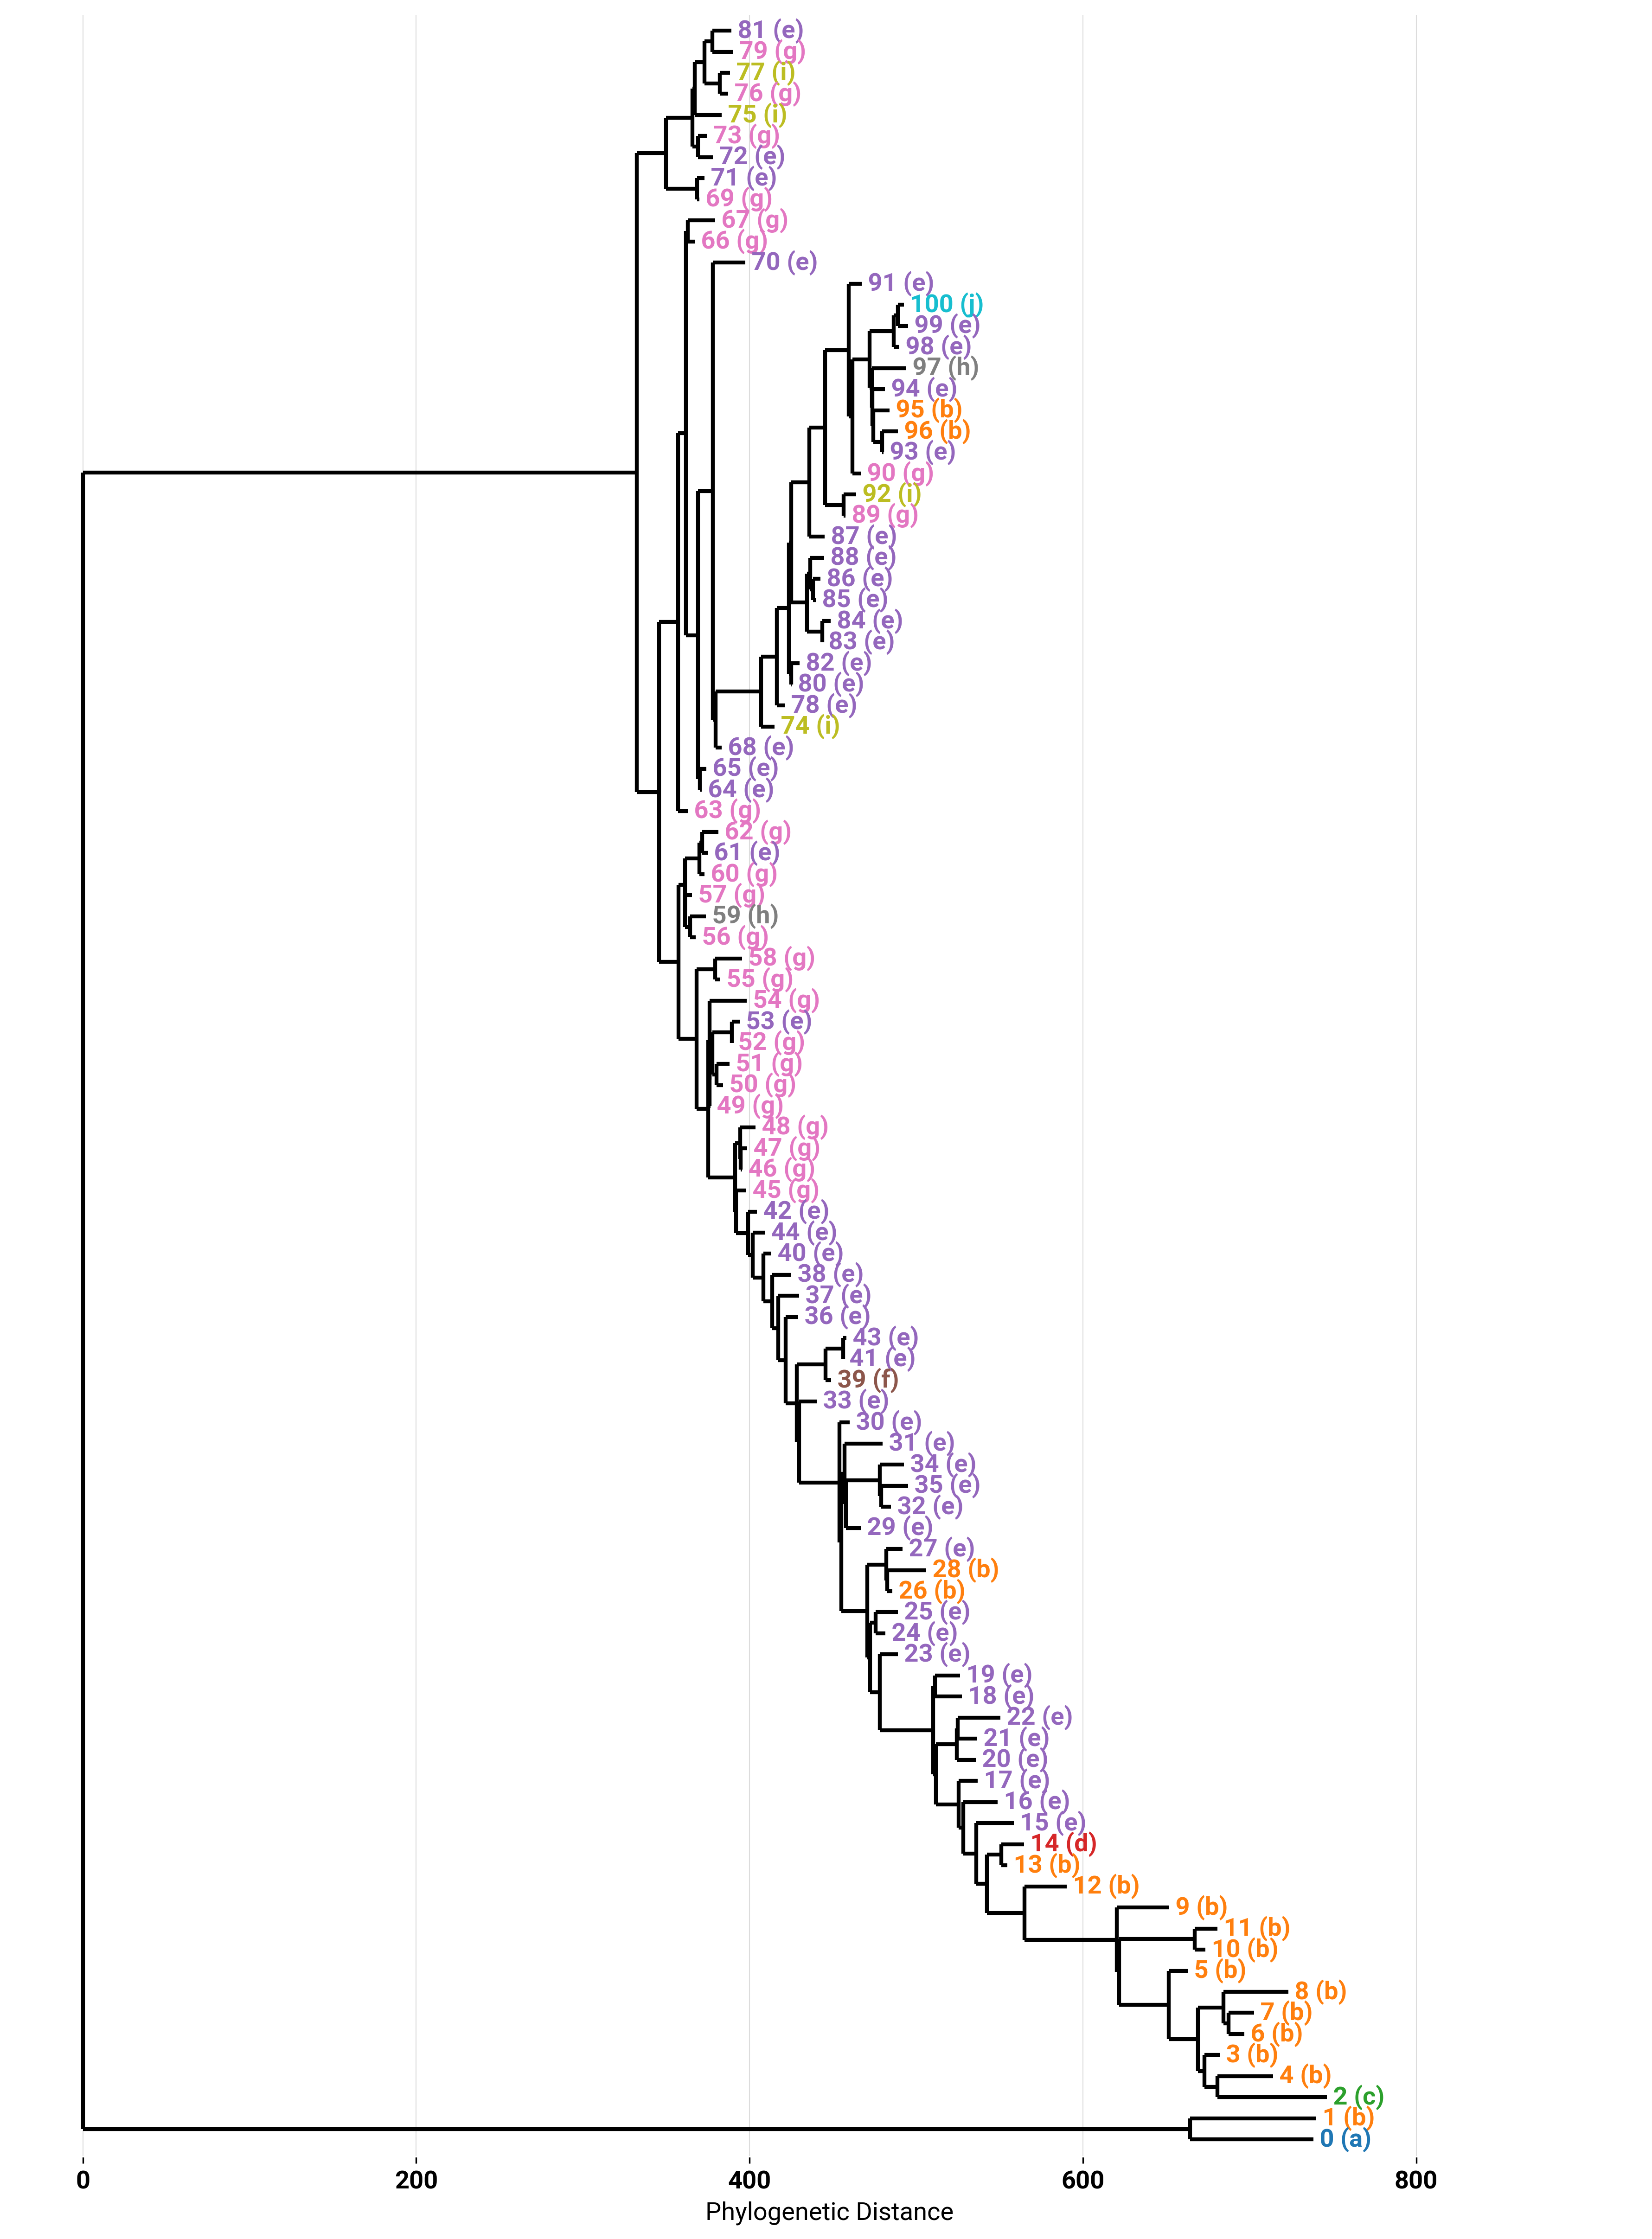 81 (e)
79 (g)
77 (i)
76 (g)
75 (i)
73 (g)
72 (e)
71 (e)
69 (g)
67 (g)
66 (g)
70 (e)
91 (e)
100 (j)
99 (e)
98 (e)
97 (h)
94 (e)
95 (b)
96 (b)
93 (e)
90 (g)
92 (i)
89 (g)
87 (e)
88 (e)
86 (e)
85 (e)
84 (e)
83 (e)
82 (e)
80 (e)
78 (e)
74 (i)
68 (e)
65 (e)
64 (e)
63 (g)
62 (g)
61 (e)
60 (g)
57 (g)
59 (h)
56 (g)
58 (g)
55 (g)
54 (g)
53 (e)
52 (g)
51 (g)
50 (g)
49 (g)
48 (g)
47 (g)
46 (g)
45 (g)
42 (e)
44 (e)
40 (e)
38 (e)
37 (e)
36 (e)
43 (e)
41 (e)
39 (f)
33 (e)
30 (e)
31 (e)
34 (e)
35 (e)
32 (e)
29 (e)
27 (e)
28 (b)
26 (b)
25 (e)
24 (e)
23 (e)
19 (e)
18 (e)
22 (e)
21 (e)
20 (e)
17 (e)
16 (e)
15 (e)
14 (d)
13 (b)
12 (b)
9 (b)
11 (b)
10 (b)
5 (b)
8 (b)
7 (b)
6 (b)
3 (b)
4 (b)
2 (c)
1 (b)
0 (a)
0 200 400 600 800
Phylogenetic Distance